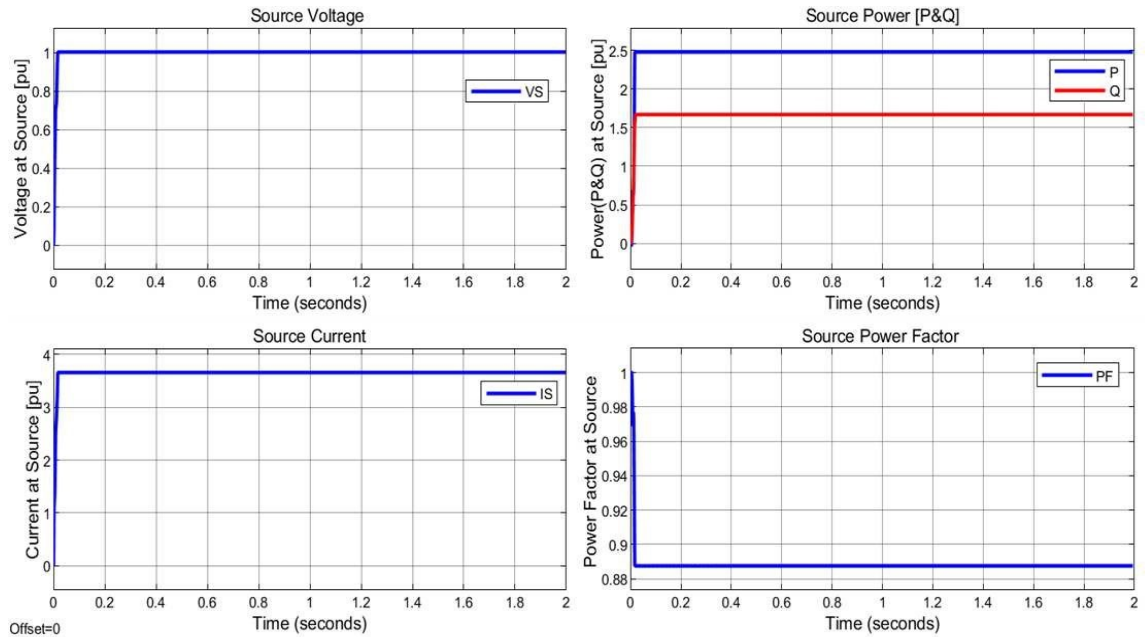 Source Voltage
Voltage at Source [pu]
1
0.8
0.6
0.4
0.2
0
VS
0 0.2 0.4 0.6 0.8 1 1.2 1.4 1.6 1.8 2
Time (seconds)
Source Power [P&Q]
Power(P&Q) at Source [pu]
2.5
2
1.5
1
0.5
0
P
Q
0 0.2 0.4 0.6 0.8 1 1.2 1.4 1.6 1.8 2
Time (seconds)
Source Current
Current at Source [pu]
4
3
2
1
0
IS
0 0.2 0.4 0.6 0.8 1 1.2 1.4 1.6 1.8 2
Time (seconds)
Source Power Factor
Power Factor at Source
1
0.98
0.96
0.94
0.92
0.9
0.88
PF
0 0.2 0.4 0.6 0.8 1 1.2 1.4 1.6 1.8 2
Time (seconds)
Offset=0